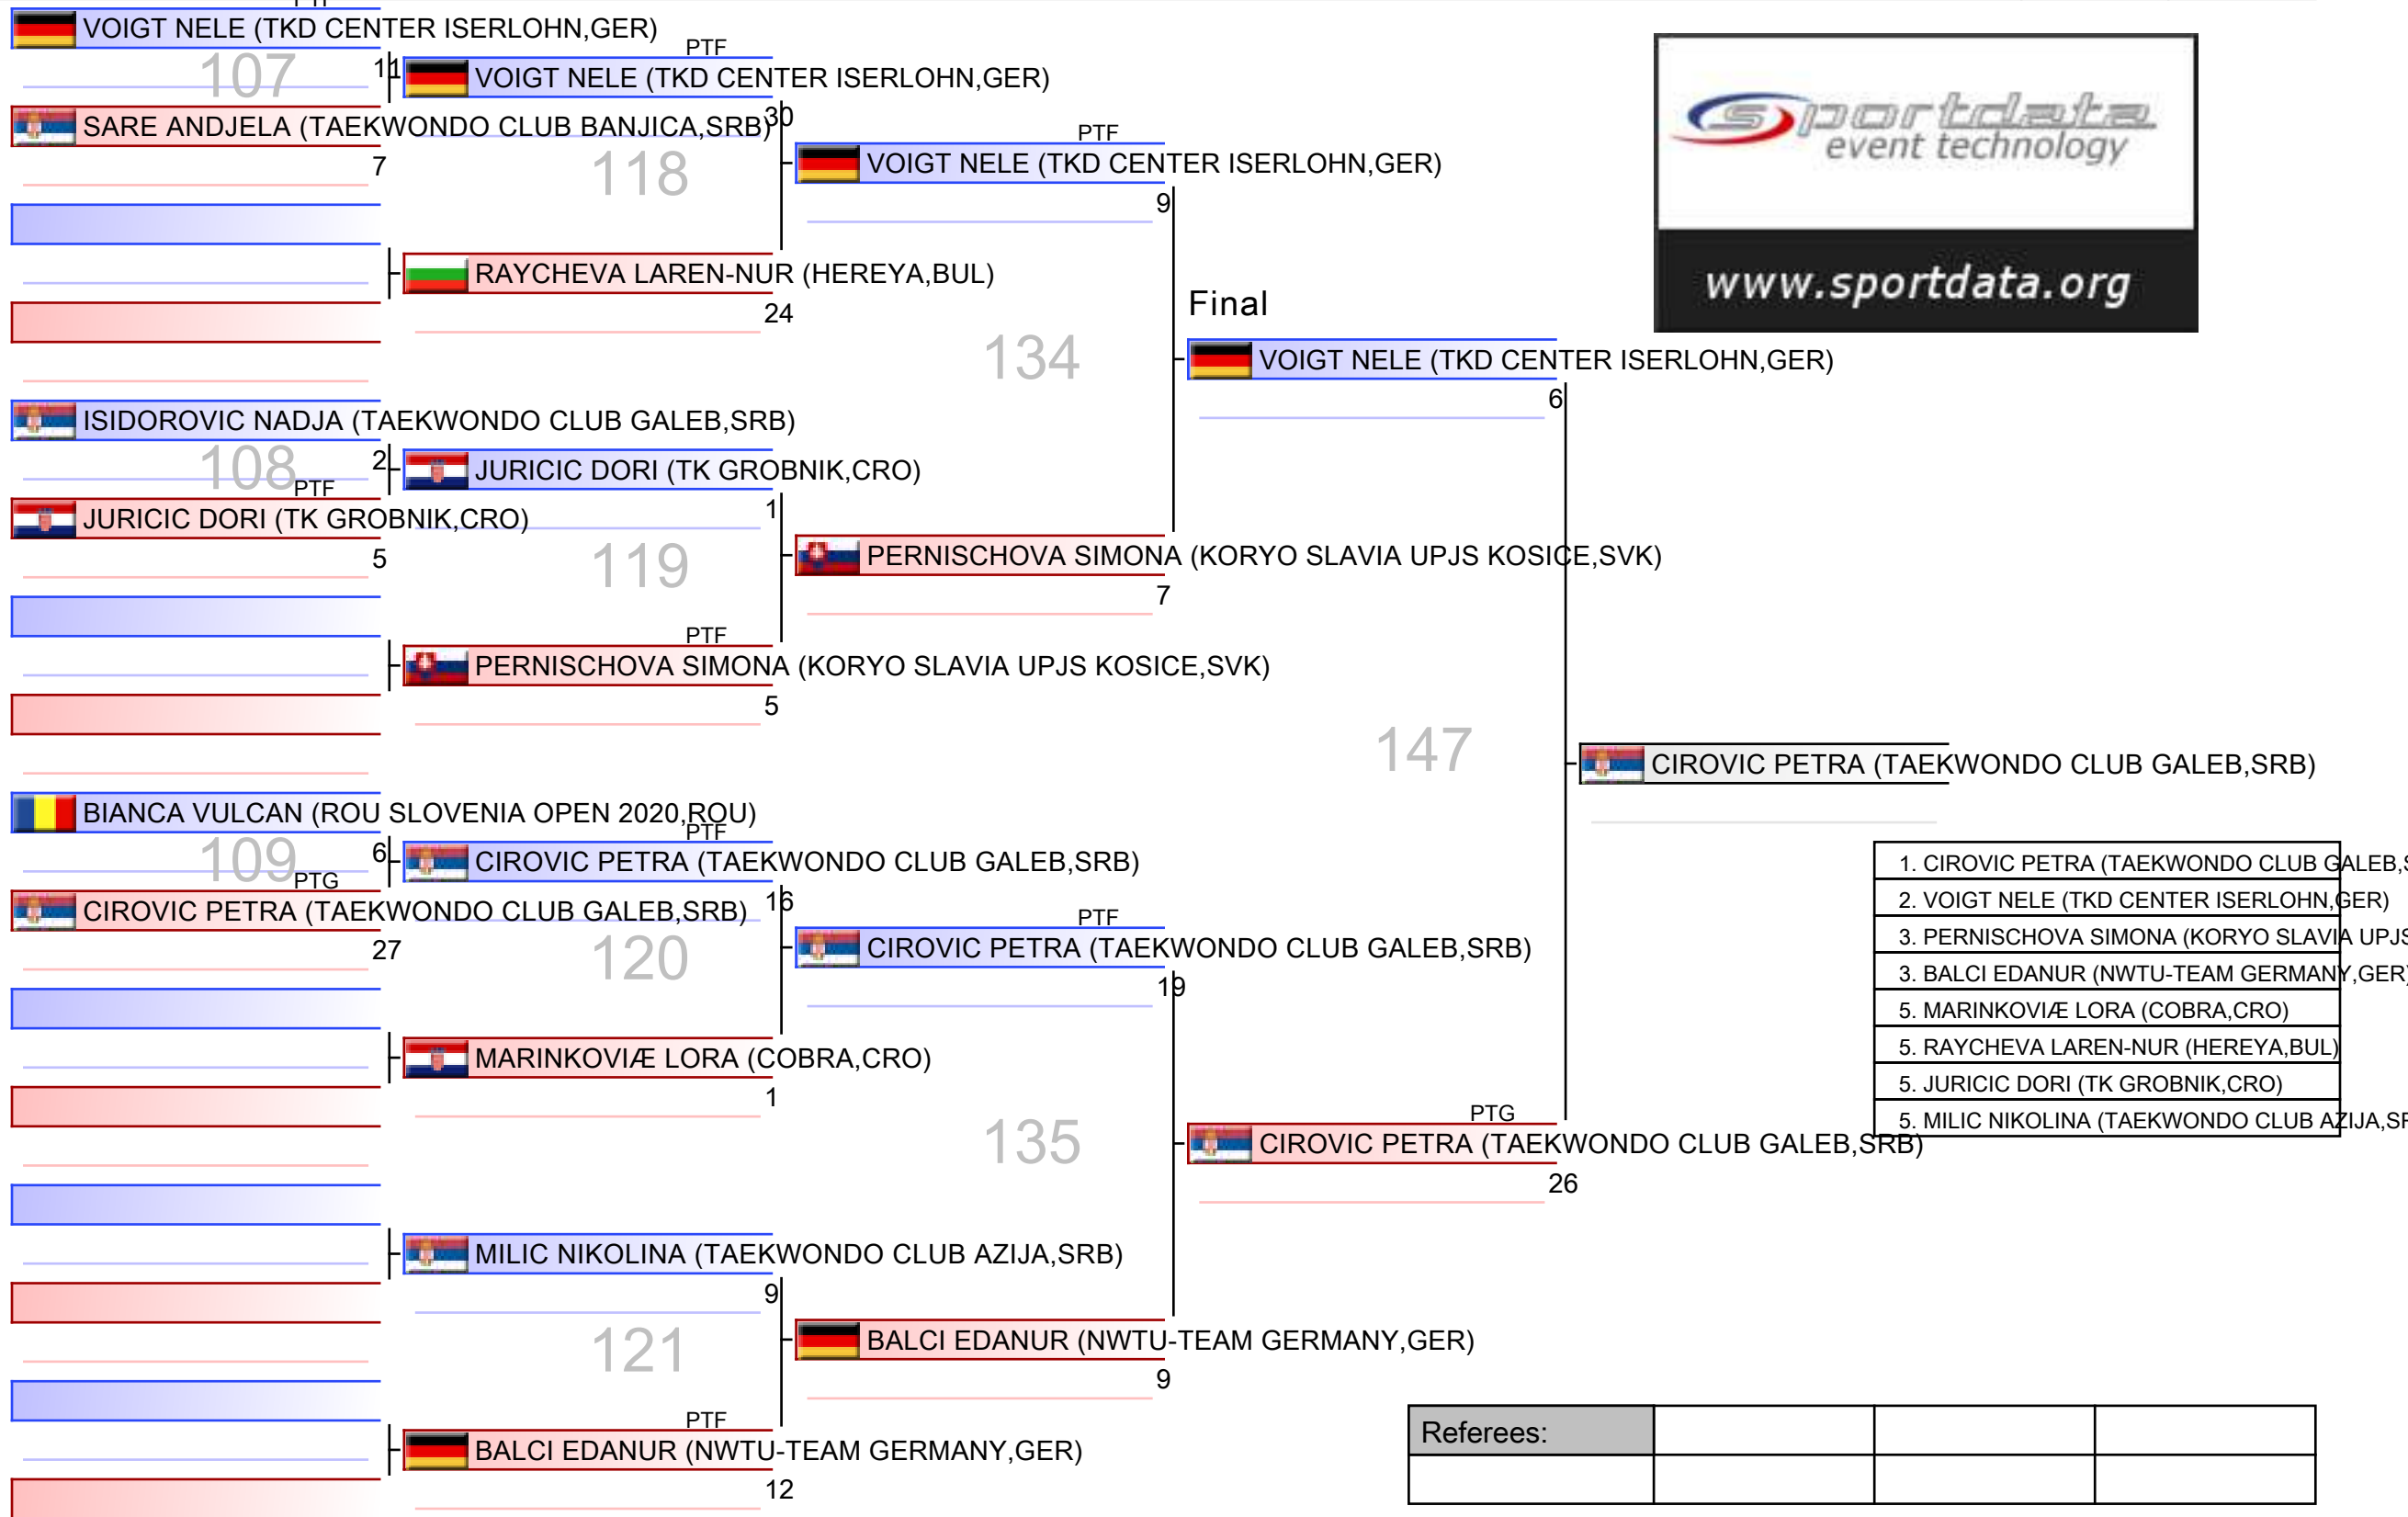 VOIGT NELE (TKD CENTER ISERLOHN,GER)
107
11
SARE ANDJELA (TAEKWONDO CLUB BANJICA,SRB)
7
ISIDOROVIC NADJA (TAEKWONDO CLUB GALEB,SRB)
108
2
PTF
JURICIC DORI (TK GROBNIK,CRO)
5
BIANCA VULCAN (ROU SLOVENIA OPEN 2020,ROU)
109
6
PTG
CIROVIC PETRA (TAEKWONDO CLUB GALEB,SRB)
27
PTF
VOIGT NELE (TKD CENTER ISERLOHN,GER)
30
118
RAYCHEVA LAREN-NUR (HEREYA,BUL)
24
JURICIC DORI (TK GROBNIK,CRO)
1
119
PTF
PERNISCHOVA SIMONA (KORYO SLAVIA UPJS KOSICE,SVK)
5
PTF
CIROVIC PETRA (TAEKWONDO CLUB GALEB,SRB)
16
120
MARINKOVIÆ LORA (COBRA,CRO)
1
MILIC NIKOLINA (TAEKWONDO CLUB AZIJA,SRB)
9
121
PTF
BALCI EDANUR (NWTU-TEAM GERMANY,GER)
12
PTF
VOIGT NELE (TKD CENTER ISERLOHN,GER)
9
134
PERNISCHOVA SIMONA (KORYO SLAVIA UPJS KOSICE,SVK)
7
PTF
CIROVIC PETRA (TAEKWONDO CLUB GALEB,SRB)
19
135
BALCI EDANUR (NWTU-TEAM GERMANY,GER)
9
Final
VOIGT NELE (TKD CENTER ISERLOHN,GER)
6
147
PTG
CIROVIC PETRA (TAEKWONDO CLUB GALEB,SRB)
26
CIROVIC PETRA (TAEKWONDO CLUB GALEB,SRB)
sportdata
event technology
www.sportdata.org
1. CIROVIC PETRA (TAEKWONDO CLUB GALEB,S
2. VOIGT NELE (TKD CENTER ISERLOHN,GER)
3. PERNISCHOVA SIMONA (KORYO SLAVIA UPJS
3. BALCI EDANUR (NWTU-TEAM GERMANY,GER)
5. MARINKOVIÆ LORA (COBRA,CRO)
5. RAYCHEVA LAREN-NUR (HEREYA,BUL)
5. JURICIC DORI (TK GROBNIK,CRO)
5. MILIC NIKOLINA (TAEKWONDO CLUB AZIJA,SR
Referees: